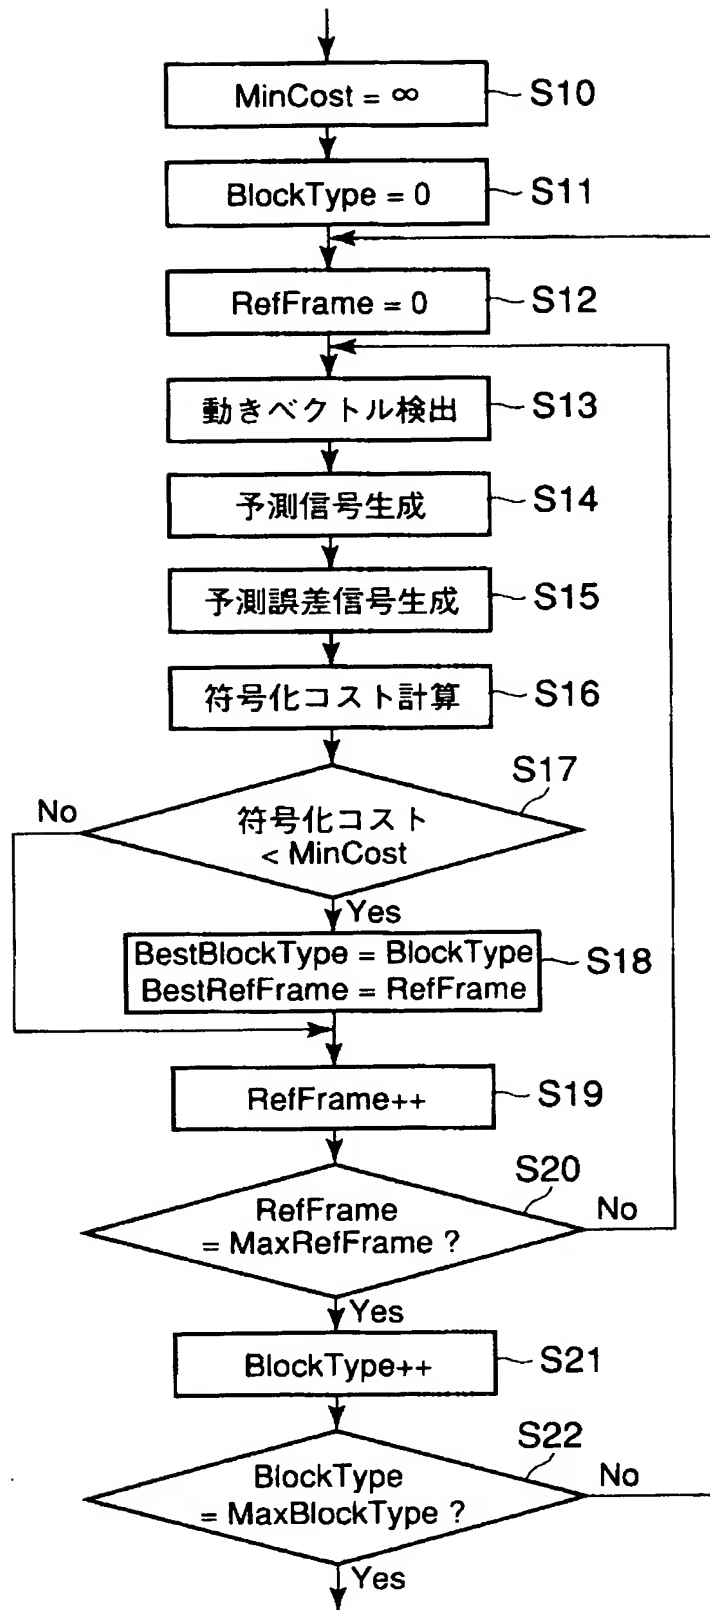 MinCost = ∞
S10
BlockType = 0
S11
RefFrame = 0
S12
動きベクトル検出
S13
予測信号生成
S14
予測誤差信号生成
S15
符号化コスト計算
S16
S17
No
符号化コスト
< MinCost
Yes
BestBlockType = BlockType
BestRefFrame = RefFrame
S18
RefFrame++
S19
S20
RefFrame
= MaxRefFrame ?
No
Yes
BlockType++
S21
S22
BlockType
= MaxBlockType ?
No
Yes